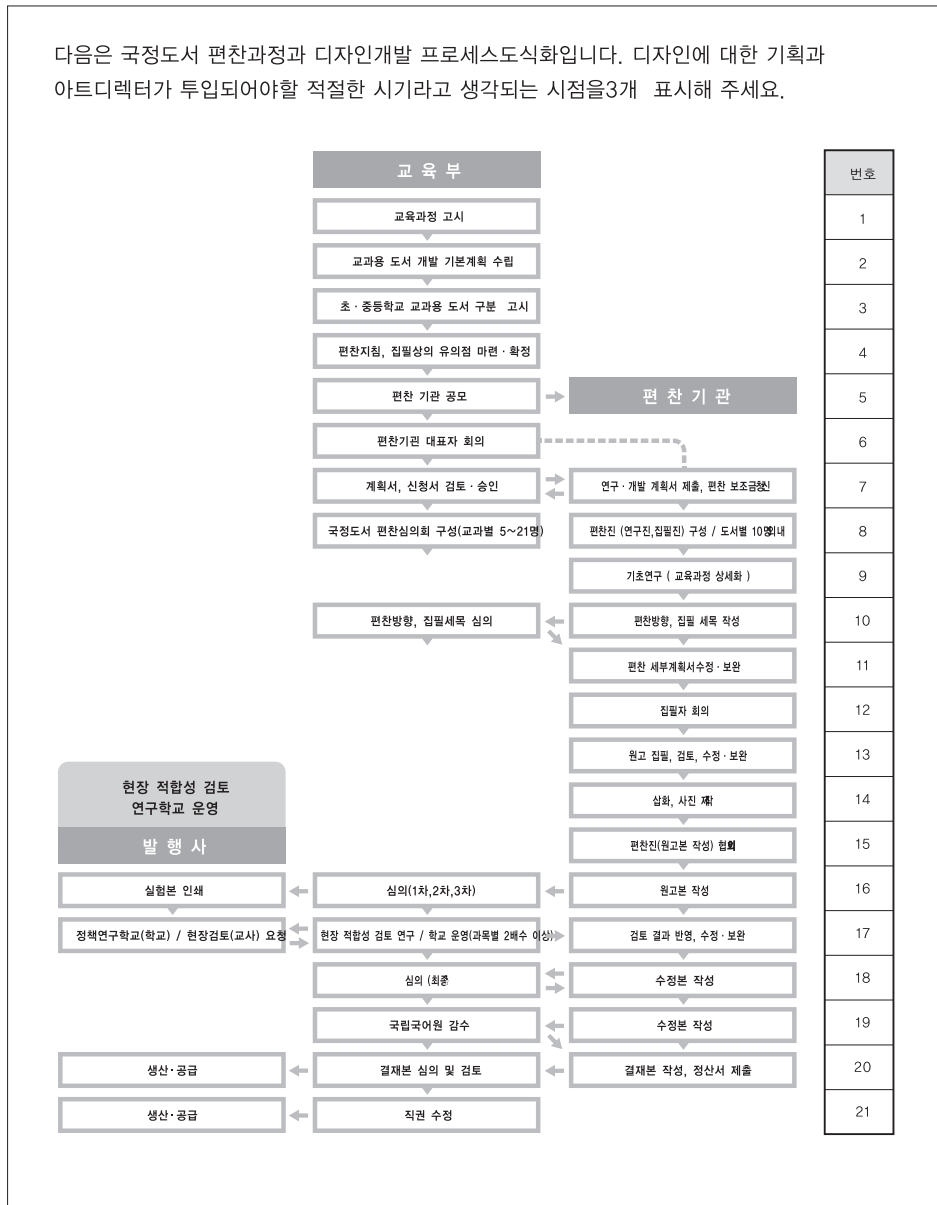 다음은 국정도서 편찬과정과 디자인개발 프로세스도식화입니다. 디자인에 대한 기획과
아트디렉터가 투입되어야할 적절한 시기라고 생각되는 시점을3개 표시해 주세요.
교 육 부
번호
교육과정 고시
1
교과용 도서 개발 기본계획 수립
2
초 · 중등학교 교과용 도서 구분 고시
3
편찬지침, 집필상의 유의점 마련 · 확정
4
편찬 기관 공모
편 찬 기 관
5
편찬기괸 대표자 회의
6
계획서, 신청서 검토 · 승인
연구 · 개발 계획서 제출, 편찬
7
국정도서 편찬심의회 구성(교과별 5~21명)
편찬진 (연구진,집필진) 구성 / 도서별
8
기초연구 ( 교육과정 상세화 )
9
편찬방향, 집필세목 심의
편찬방향, 집필 세목 작성
10
편찬 세부계획서수정 · 보완
11
집필자 회의
12
원고 집필, 검토, 수정 · 보완
13
현장 적합성 검토
연구학교 운영
삽화, 사진
14
발 행 사
편찬진(원고본 작성)
15
실험본 인쇄
심의(1차,2차,3차)
원고본 작성
16
정책연구학교(학교) / 현장검토(교사) 요청
현장 적합성 검토 연구 / 학교 운영(과목별 2배수 이상)
검토 결과 반영, 수정 · 보완
17
심의
수정본 작성
18
국립국어원 감수
수정본 작성
19
생산·공급
결재본 심의 및 검토
결재본 작성, 정산서 제출
20
생산·공급
직권 수정
21